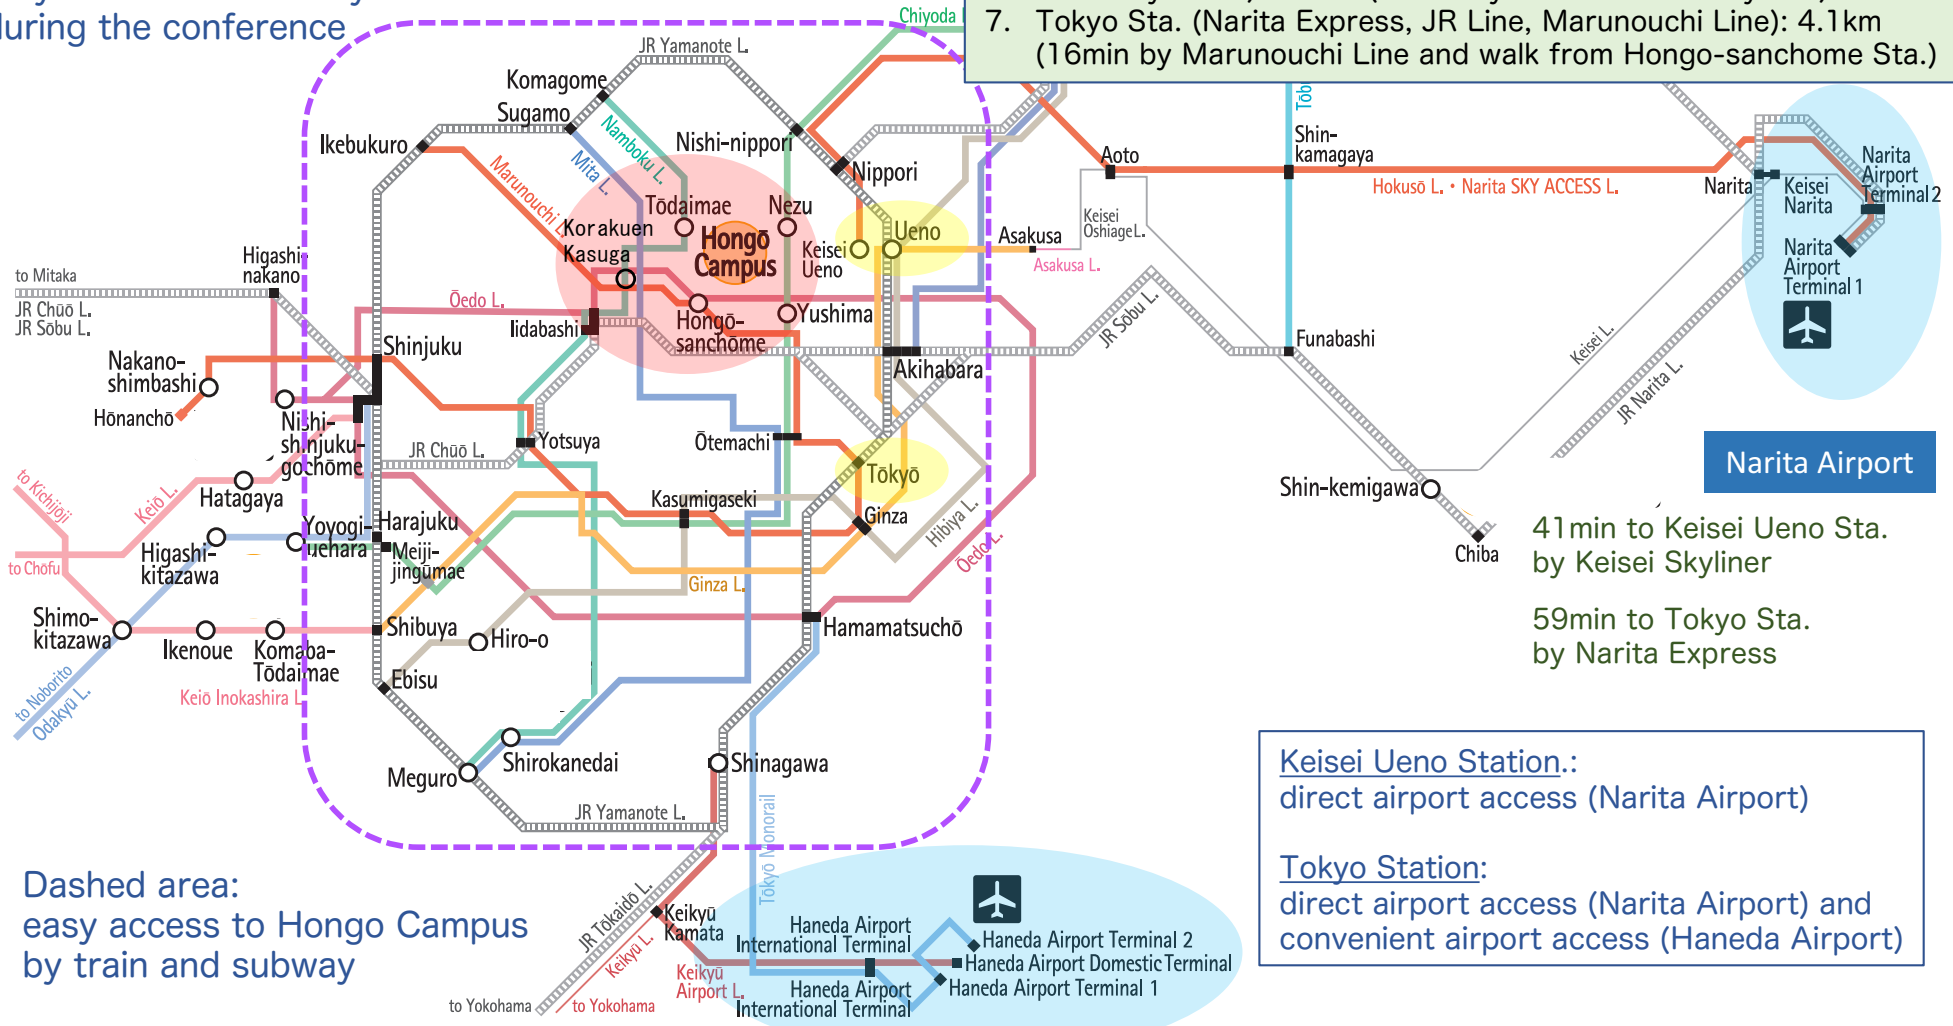 during the conference
7. Tokyo Sta. (Narita Express, JR Line, Marunouchi Line): 4.1km
(16min by Marunouchi Line and walk from Hongo-sanchome Sta.)
Chiyoda
JR Yamanote L.
Komagome
Sugamo
Ikebukuro
Namboku L.
Mita L.
Marunouchi L.
Nishi-nippori
Nippori
Tōdaimae
Nezu
Korakuen
Kasuga
Hongō
Campus
Keisei
Ueno
Ueno
Asakusa
Asakusa L.
Keisei
Oshiage L.
Aoto
Shin-
kamagaya
Hokusō L. • Narita SKY ACCESS L.
Narita
Keisei
Narita
Narita
Airport
Terminal 2
Narita
Airport
Terminal 1
Higashi-
nakano
to Mitaka
JR Chūō L.
JR Sōbu L.
Ōedo L.
Iidabashi
Hongō-
sanchōme
Yushima
JR Sōbu L.
Funabashi
Keisei L.
JR Narita L.
Shinjuku
Nakano-
shimbashi
Hōnanchō
Akihabara
Nishi-
shinjuku-
gochōme
JR Chūō L.
Yotsuya
Ōtemachi
Tōkyō
Narita Airport
Shin-kemigawa
Chiba
to Kichijōji
Keiō L.
Hatagaya
Kasumigaseki
Ginza
Hibiya L.
Ōedo L.
Yoyogi-
uehara
Harajuku
Meiji-
jingūmae
Higashi-
kitazawa
to Chōfu
Ginza L.
41min to Keisei Ueno Sta.
by Keisei Skyliner
59min to Tokyo Sta.
by Narita Express
Shimo-
kitazawa
Ikenoue
Komaba-
Tōdaimae
Shibuya
Hiro-o
Hamamatsuchō
Ebisu
Keiō Inokashira L
to Noborito
Odakyū L.
Meguro
Shirokanedai
Shinagawa
JR Yamanote L.
Tōkyō Monorail
Keisei Ueno Station.:
direct airport access (Narita Airport)
Tokyo Station:
direct airport access (Narita Airport) and
convenient airport access (Haneda Airport)
Dashed area:
easy access to Hongo Campus
by train and subway
JR Tōkaidō L.
Keikyū L.
Keikyū
Kamata
Keikyū
Airport L.
to Yokohama
to Yokohama
Haneda Airport
International Terminal
Haneda Airport Terminal 2
Haneda Airport Domestic Terminal
Haneda Airport Terminal 1
Haneda Airport
International Terminal